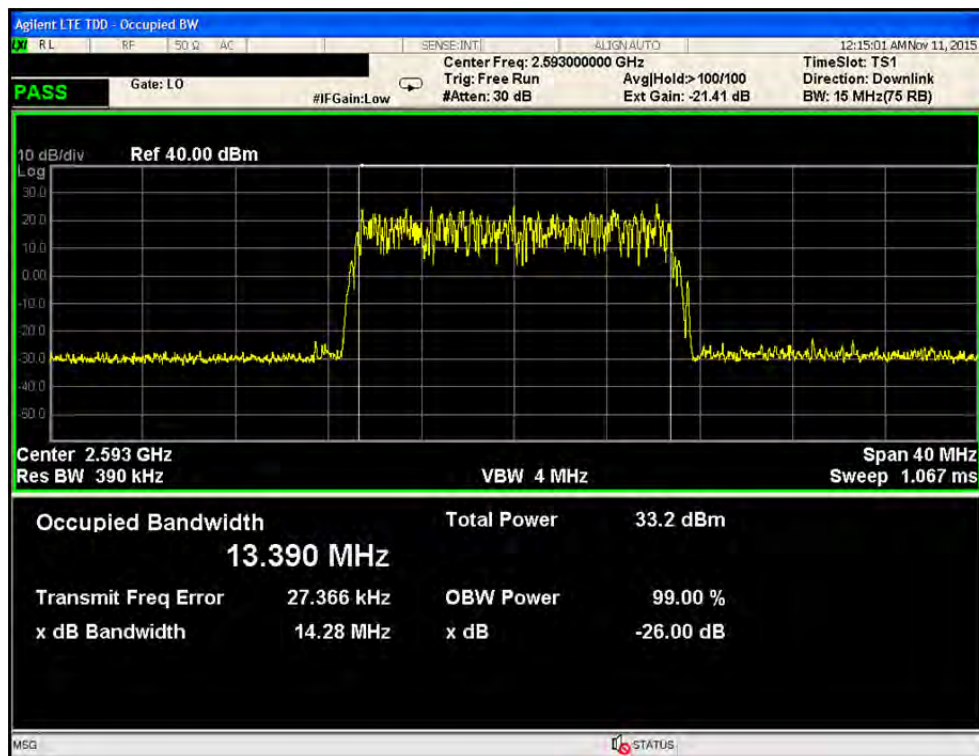 Agilent LTE TDD - Occupied BW
LXI RL RF 50 Ω AC SENSE:INT ALIGNAUTO 12:15:01 AM Nov 11, 2015
Center Freq: 2.593000000 GHz TimeSlot: TS1
PASS Gate: LO Trig: Free Run Avg|Hold:>100/100 Direction: Downlink
#IFGain:Low #Atten: 30 dB Ext Gain: -21.41 dB BW: 15 MHz(75 RB)
10 dB/div Ref 40.00 dBm
Log
30.0
20.0
10.0
0.00
-10.0
-20.0
-30.0
-40.0
-50.0
Center 2.593 GHz Span 40 MHz
Res BW 390 kHz VBW 4 MHz Sweep 1.067 ms
Occupied Bandwidth Total Power 33.2 dBm
13.390 MHz
Transmit Freq Error 27.366 kHz OBW Power 99.00 %
x dB Bandwidth 14.28 MHz x dB -26.00 dB
MSG STATUS